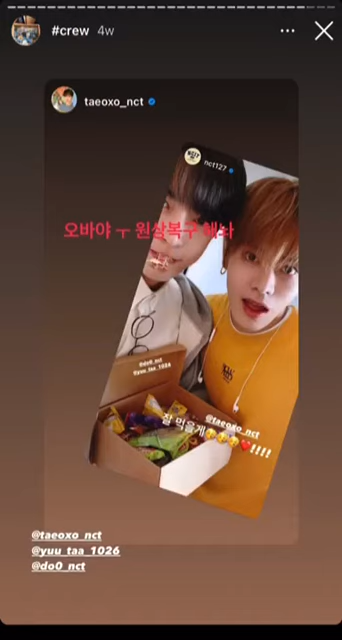 #crew 4w
taeoxo_nct
nct127
오바야 ㅜ 원상복구 해놔
@do0_nct
@yuu_taa_1026
@taeoxo_nct
잘 먹을게🥹🥹🥹❤️!!!!
@taeoxo_nct
@yuu_taa_1026
@do0_nct